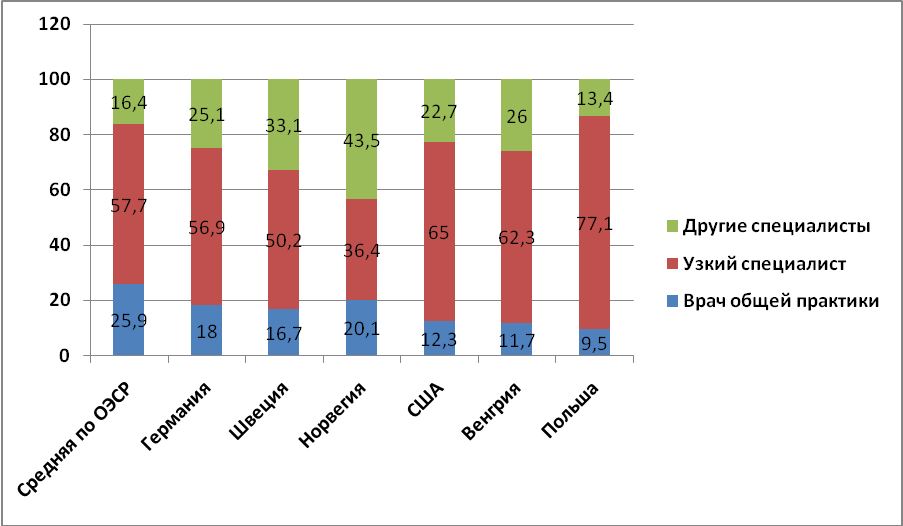 120
100
80
60
40
20
0
16,4 25,1 33,1 43,5 22,7 26 13,4
57,7 56,9 50,2 36,4 65 62,3 77,1
25,9 18 16,7 20,1 12,3 11,7 9,5
Средняя по ОЭСР
Германия
Швеция
Норвегия
США
Венгрия
Польша
Другие специалисты
Узкий специалист
Врач общей практики